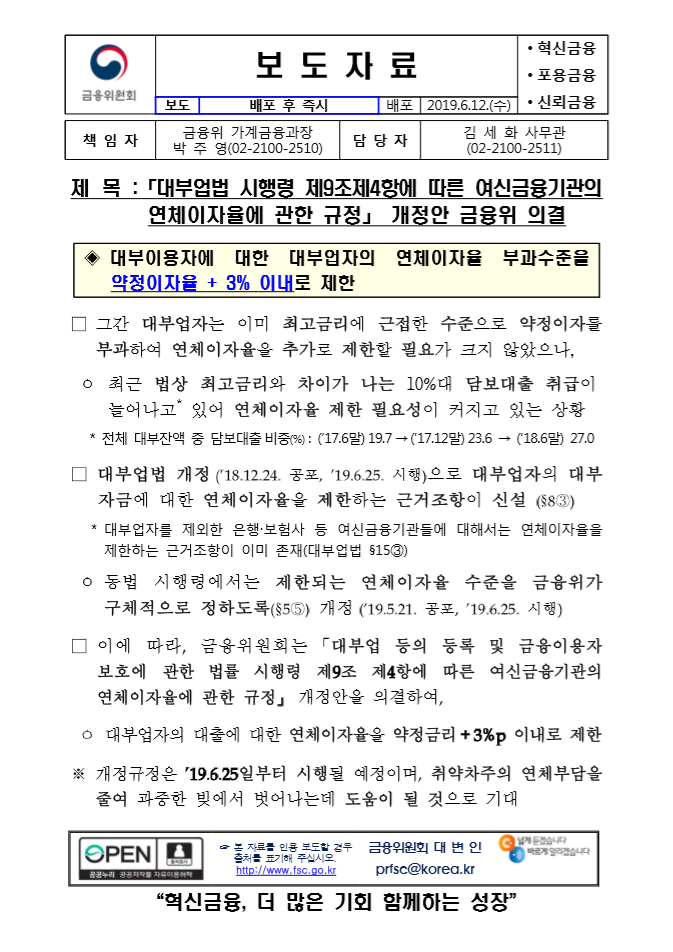 금융위원회
보 도 자 료
• 혁신금융
• 포용금융
• 신뢰금융
보도 배포 후 즉시 배포 2019.6.12.(수)
책 임 자
금융위 가계금융과장
박 주 영(02-2100-2510)
담 당 자
김 세 화 사무관
(02-2100-2511)
제 목 : 「대부업법 시행령 제9조제4항에 따른 여신금융기관의
연체이자율에 관한 규정」 개정안 금융위 의결
◈ 대부이용자에 대한 대부업자의 연체이자율 부과수준을
약정이자율 + 3% 이내로 제한
□ 그간 대부업자는 이미 최고금리에 근접한 수준으로 약정이자를
부과하여 연체이자율을 추가로 제한할 필요가 크지 않았으나,
ㅇ 최근 법상 최고금리와 차이가 나는 10%대 담보대출 취급이
늘어나고* 있어 연체이자율 제한 필요성이 커지고 있는 상황
* 전체 대부잔액 중 담보대출 비중(%) : (’17.6말) 19.7 → (’17.12말) 23.6 → (’18.6말) 27.0
□ 대부업법 개정(’18.12.24. 공포, ’19.6.25. 시행)으로 대부업자의 대부
자금에 대한 연체이자율을 제한하는 근거조항이 신설 (§8③)
* 대부업자를 제외한 은행·보험사 등 여신금융기관들에 대해서는 연체이자율을
제한하는 근거조항이 이미 존재(대부업법 §15③)
ㅇ 동법 시행령에서는 제한되는 연체이자율 수준을 금융위가
구체적으로 정하도록(§5⑤) 개정 (’19.5.21. 공포, ’19.6.25. 시행)
□ 이에 따라, 금융위원회는 「대부업 등의 등록 및 금융이용자
보호에 관한 법률 시행령 제9조 제4항에 따른 여신금융기관의
연체이자율에 관한 규정」 개정안을 의결하여,
ㅇ 대부업자의 대출에 대한 연체이자율을 약정금리+3%p 이내로 제한
※ 개정규정은 ’19.6.25일부터 시행될 예정이며, 취약차주의 연체부담을
줄여 과중한 빚에서 벗어나는데 도움이 될 것으로 기대
OPEN 출처표시
공공누리 공공저작물 자유이용허락
☞ 본 자료를 인용 보도할 경우
출처를 표기해 주십시오.
http://www.fsc.go.kr
금융위원회 대 변 인
prfsc@korea.kr
넓게 듣겠습니다
바르게 알리겠습니다
“혁신금융, 더 많은 기회 함께하는 성장”